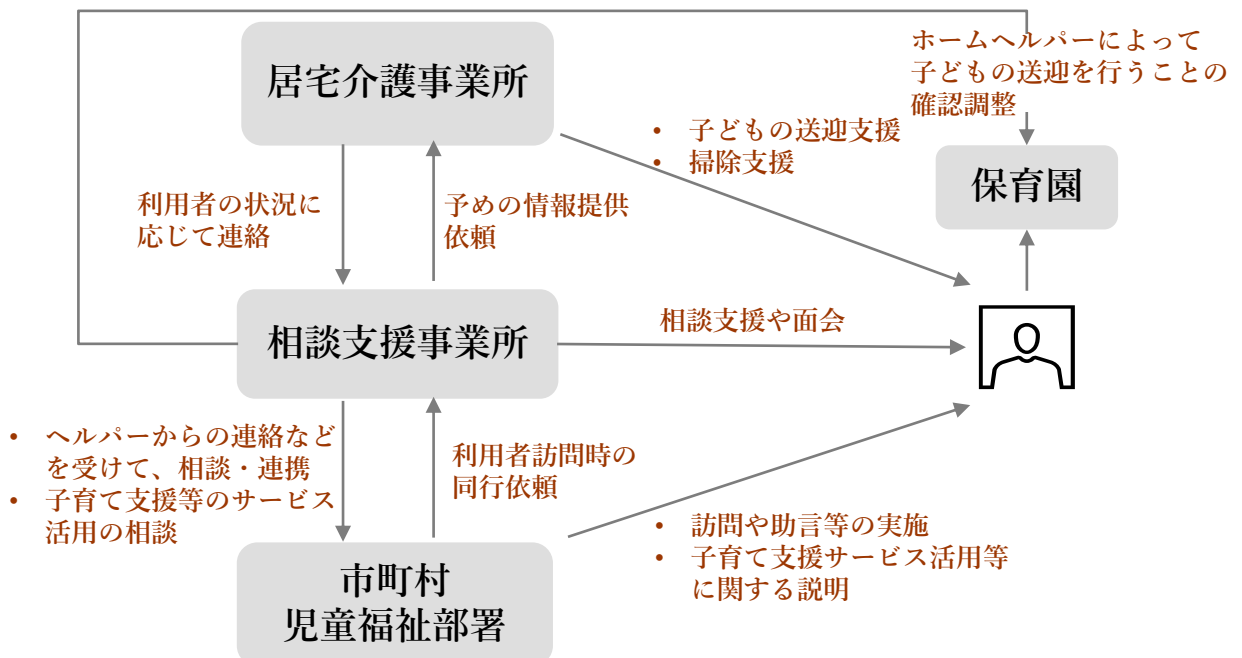 ホームヘルパーによって
子どもの送迎を行うことの
確認調整
居宅介護事業所
• 子どもの送迎支援
• 掃除支援
保育園
利用者の状況に
応じて連絡
予めの情報提供
依頼
相談支援事業所
相談支援や面会
• ヘルパーからの連絡など
を受けて、相談・連携
• 子育て支援等のサービス
活用の相談
利用者訪問時の
同行依頼
• 訪問や助言等の実施
• 子育て支援サービス活用等
に関する説明
市町村
児童福祉部署